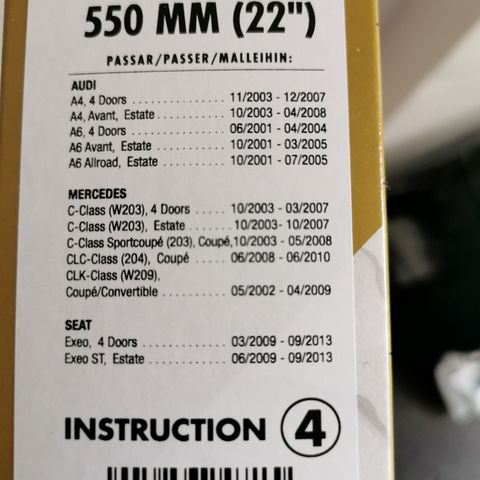 550 MM (22")
PASSAR/PASSER/MALLEIHIN:
AUDI
A4, 4 Doors ............ 11/2003 - 12/2007
A4, Avant, Estate ......... 10/2003 - 04/2008
A6, 4 Doors ............ 06/2001 - 04/2004
A6 Avant, Estate ......... 10/2001 - 03/2005
A6 Allroad, Estate ........ 10/2001 - 07/2005
MERCEDES
C-Class (W203), 4 Doors ..... 10/2003 - 03/2007
C-Class (W203), Estate ...... 10/2003- 10/2007
C-Class Sportcoupé (203), Coupé,10/2003 - 05/2008
CLC-Class (204), Coupé ..... 06/2008 - 06/2010
CLK-Class (W209),
Coupé/Convertible ......... 05/2002 - 04/2009
SEAT
Exeo, 4 Doors ........... 03/2009 - 09/2013
Exeo ST, Estate .......... 06/2009 - 09/2013
INSTRUCTION 4